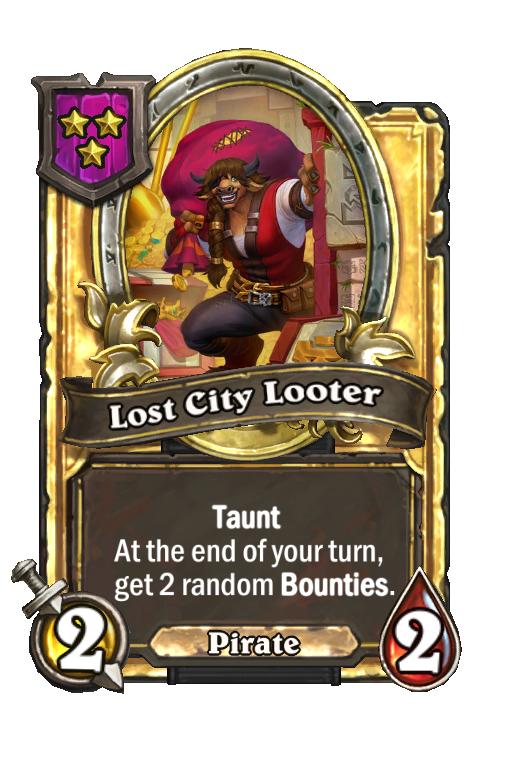 Lost City Looter
Taunt
At the end of your turn,
get 2 random Bounties.
2
Pirate
2